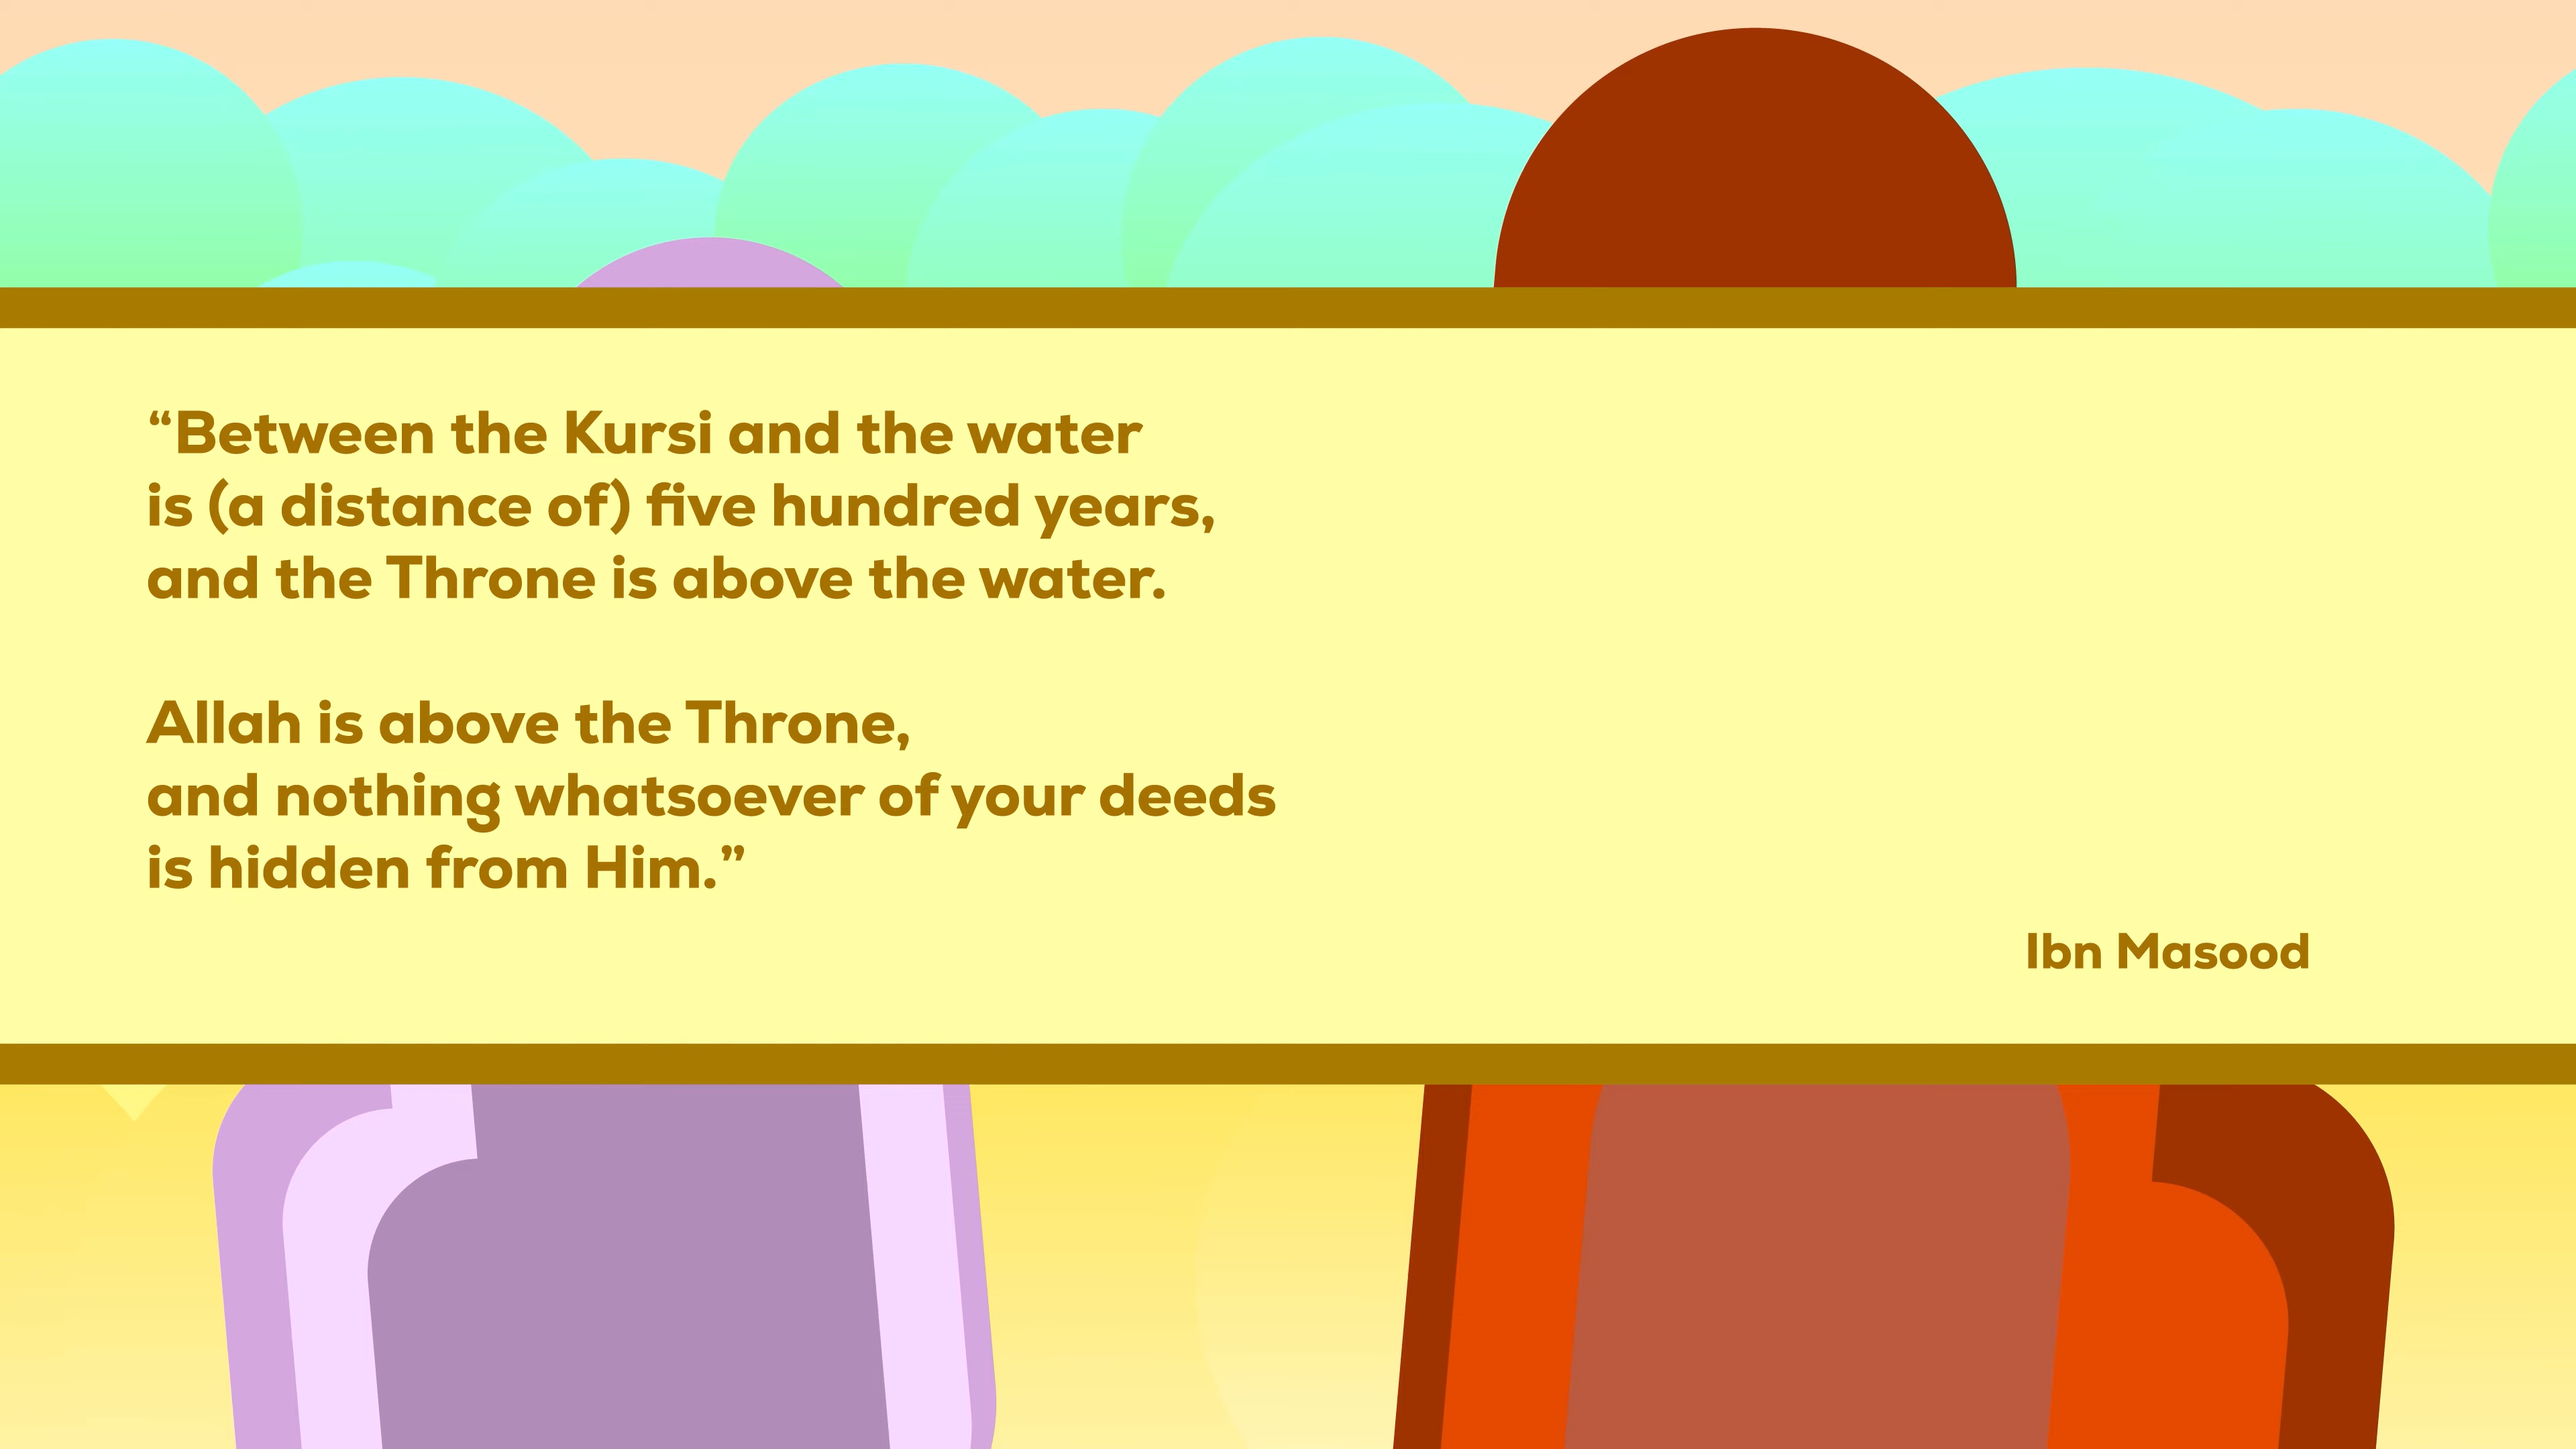 “Between the Kursi and the water
is (a distance of) five hundred years,
and the Throne is above the water.
Allah is above the Throne,
and nothing whatsoever of your deeds
is hidden from Him.”
Ibn Masood